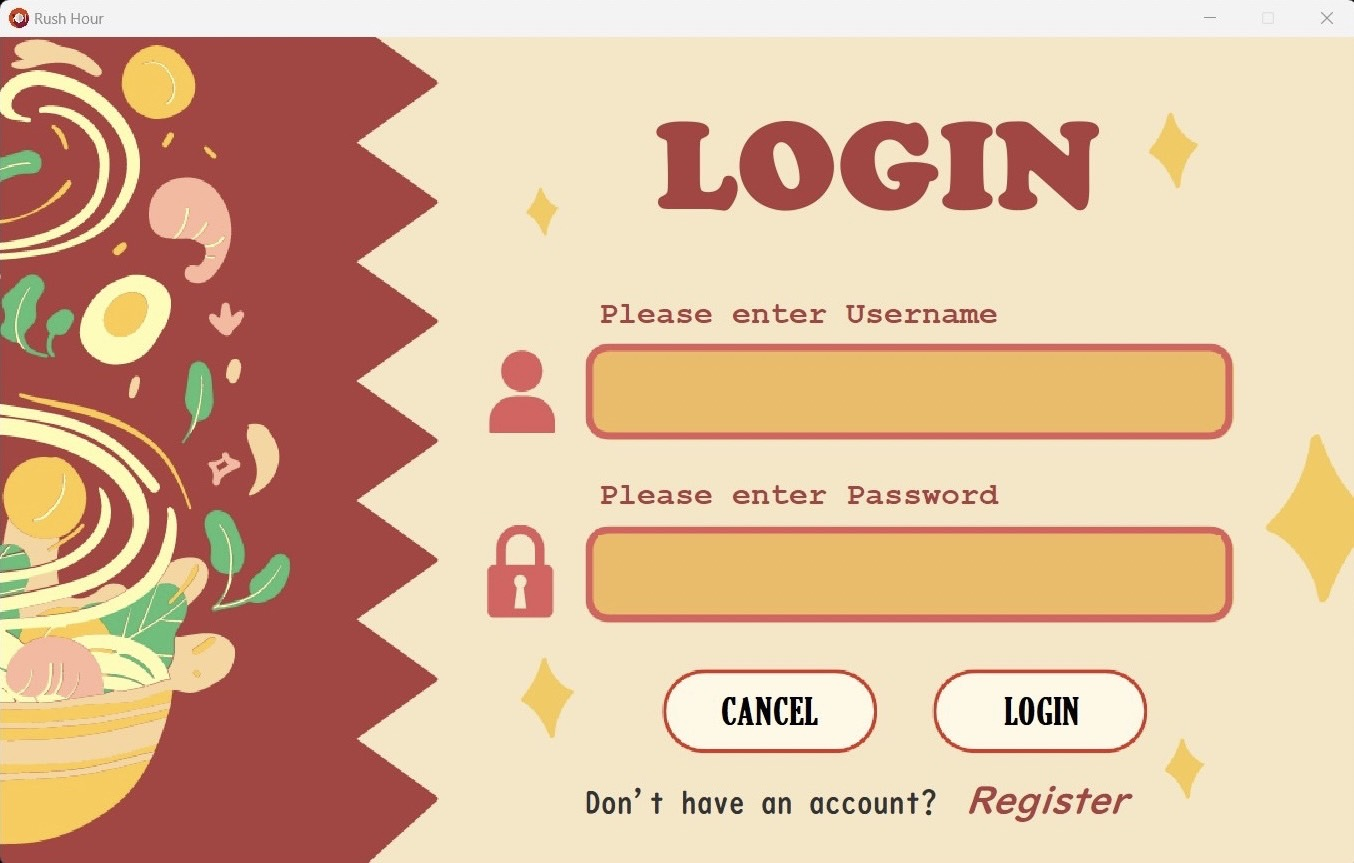 Rush Hour
LOGIN
Please enter Username
Please enter Password
CANCEL LOGIN
Don't have an account? Register